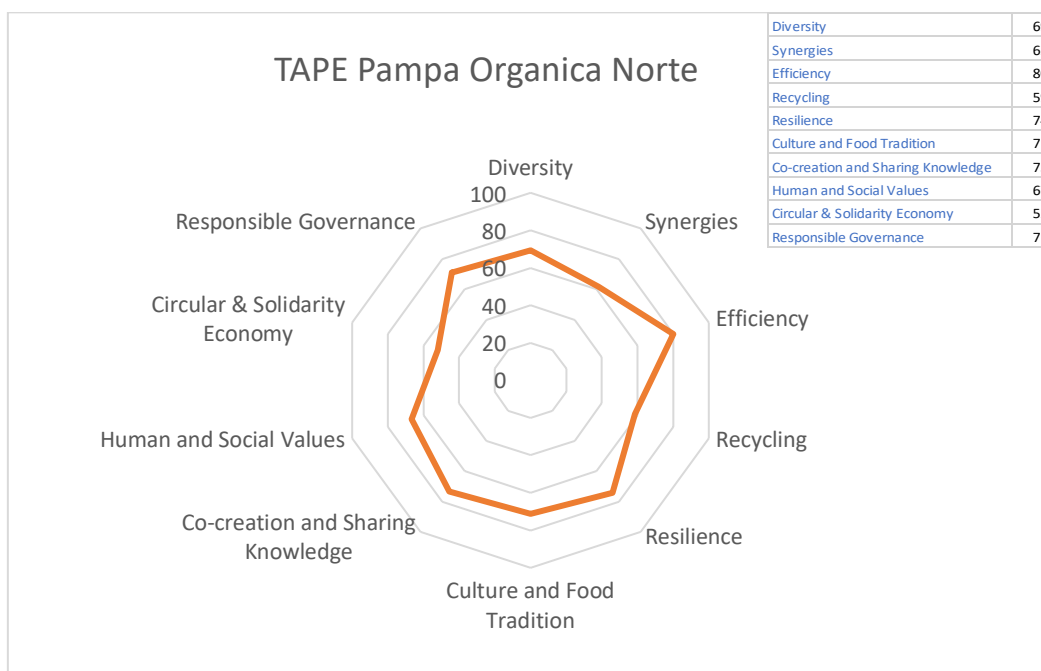 TAPE Pampa Organica Norte
Diversity 6
Synergies 6
Efficiency 8
Recycling 5
Resilience 7
Culture and Food Tradition 7
Co-creation and Sharing Knowledge 7
Human and Social Values 6
Circular & Solidarity Economy 5
Responsible Governance 7
Diversity
100
80
60
40
20
0
Synergies
Efficiency
Recycling
Resilience
Culture and Food
Tradition
Co-creation and Sharing
Knowledge
Human and Social Values
Circular & Solidarity
Economy
Responsible Governance